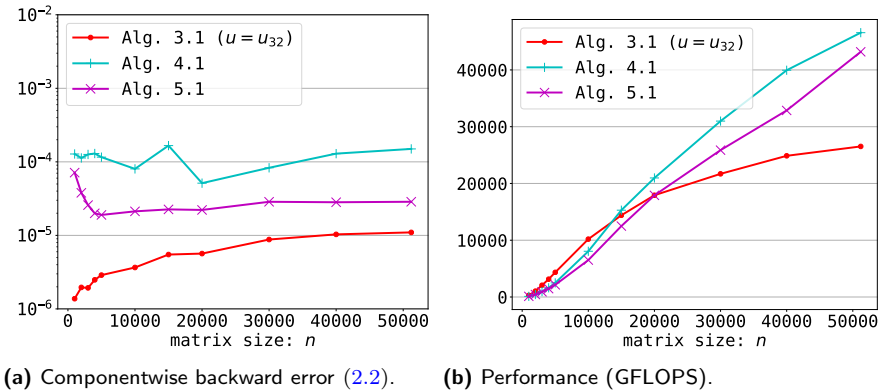 10⁻²
10⁻³
10⁻⁴
10⁻⁵
10⁻⁶
Alg. 3.1 (u = u₃₂)
Alg. 4.1
Alg. 5.1
0 10000 20000 30000 40000 50000
matrix size: n
(a) Componentwise backward error (2.2).
40000
30000
20000
10000
0
Alg. 3.1 (u = u₃₂)
Alg. 4.1
Alg. 5.1
0 10000 20000 30000 40000 50000
matrix size: n
(b) Performance (GFLOPS).